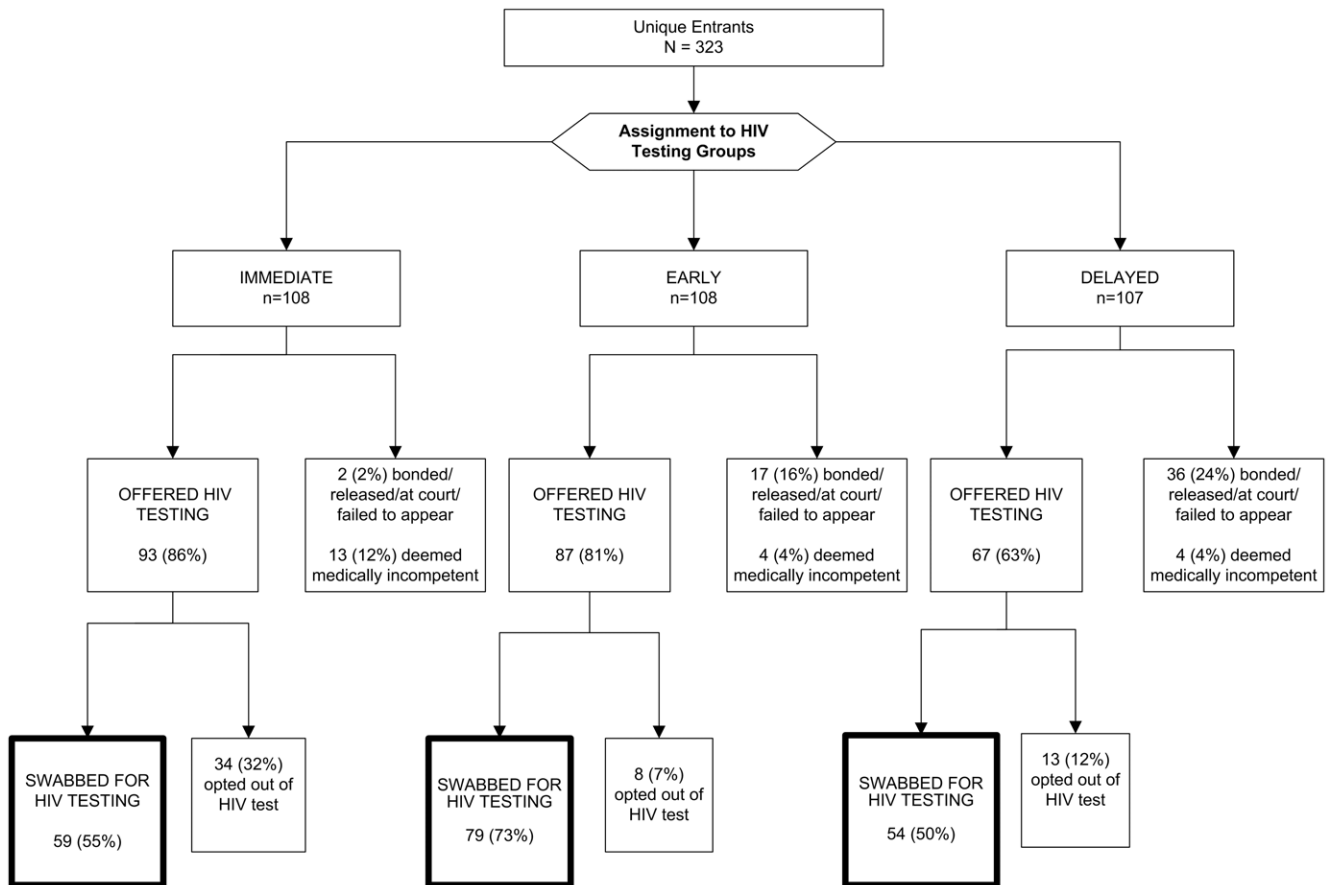 Unique Entrants
N = 323
Assignment to HIV
Testing Groups
IMMEDIATE
n=108
EARLY
n=108
DELAYED
n=107
OFFERED HIV
TESTING
93 (86%)
2 (2%) bonded/
released/at court/
failed to appear
13 (12%) deemed
medically incompetent
OFFERED HIV
TESTING
87 (81%)
17 (16%) bonded/
released/at court/
failed to appear
4 (4%) deemed
medically incompetent
OFFERED HIV
TESTING
67 (63%)
36 (24%) bonded/
released/at court/
failed to appear
4 (4%) deemed
medically incompetent
SWABBED FOR
HIV TESTING
59 (55%)
34 (32%)
opted out of
HIV test
SWABBED FOR
HIV TESTING
79 (73%)
8 (7%)
opted out of
HIV test
SWABBED FOR
HIV TESTING
54 (50%)
13 (12%)
opted out of
HIV test